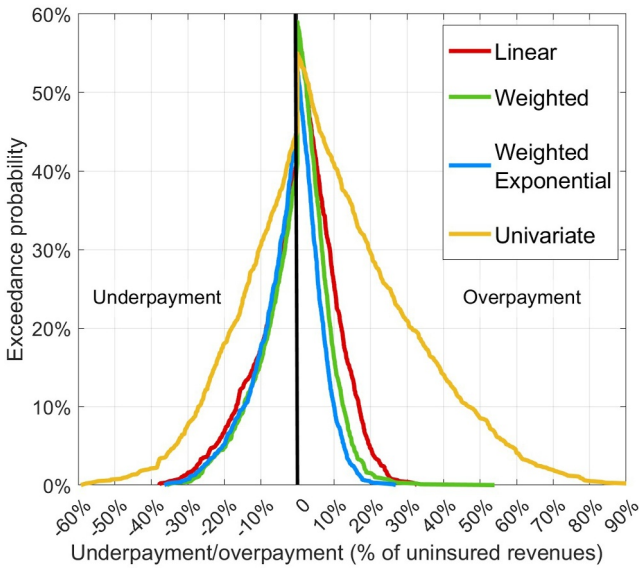 60%
50%
40%
30%
20%
10%
0%
Exceedance probability
Linear
Weighted
Weighted
Exponential
Univariate
Underpayment
Overpayment
-60% -50% -40% -30% -20% -10% 0 10% 20% 30% 40% 50% 60% 70% 80% 90%
Underpayment/overpayment (% of uninsured revenues)